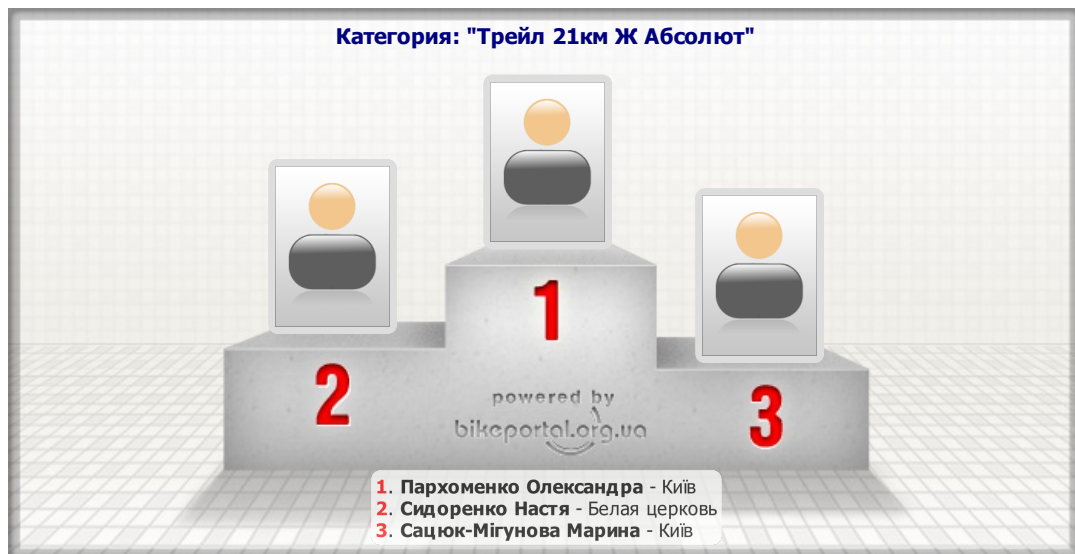 Категория: "Трейл 21км Ж Абсолют"
1
2
3
powered by
bikeportal.org.ua
1. Пархоменко Олександра - Київ
2. Сидоренко Настя - Белая церковь
3. Сацюк-Мігунова Марина - Київ